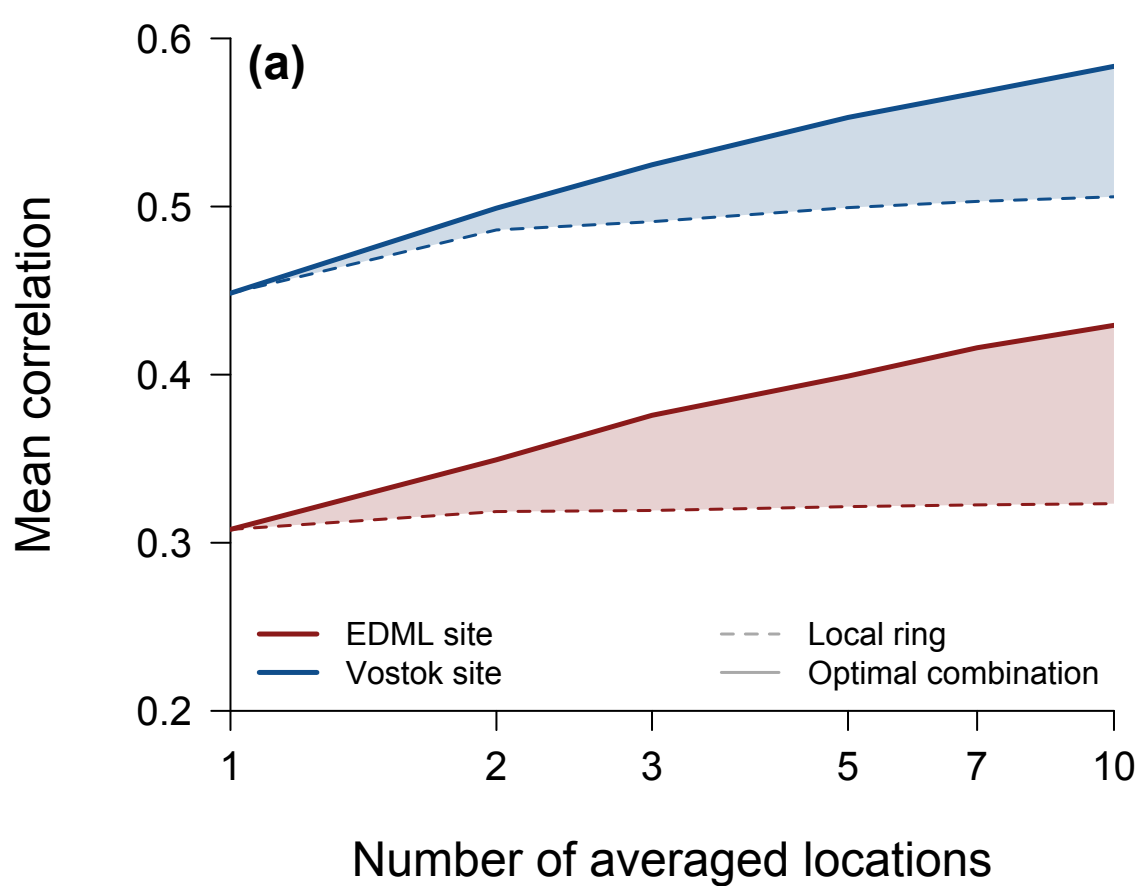 (a)
0.6
0.5
0.4
0.3
0.2
Mean correlation
EDML site
Vostok site
Local ring
Optimal combination
1 2 3 5 7 10
Number of averaged locations